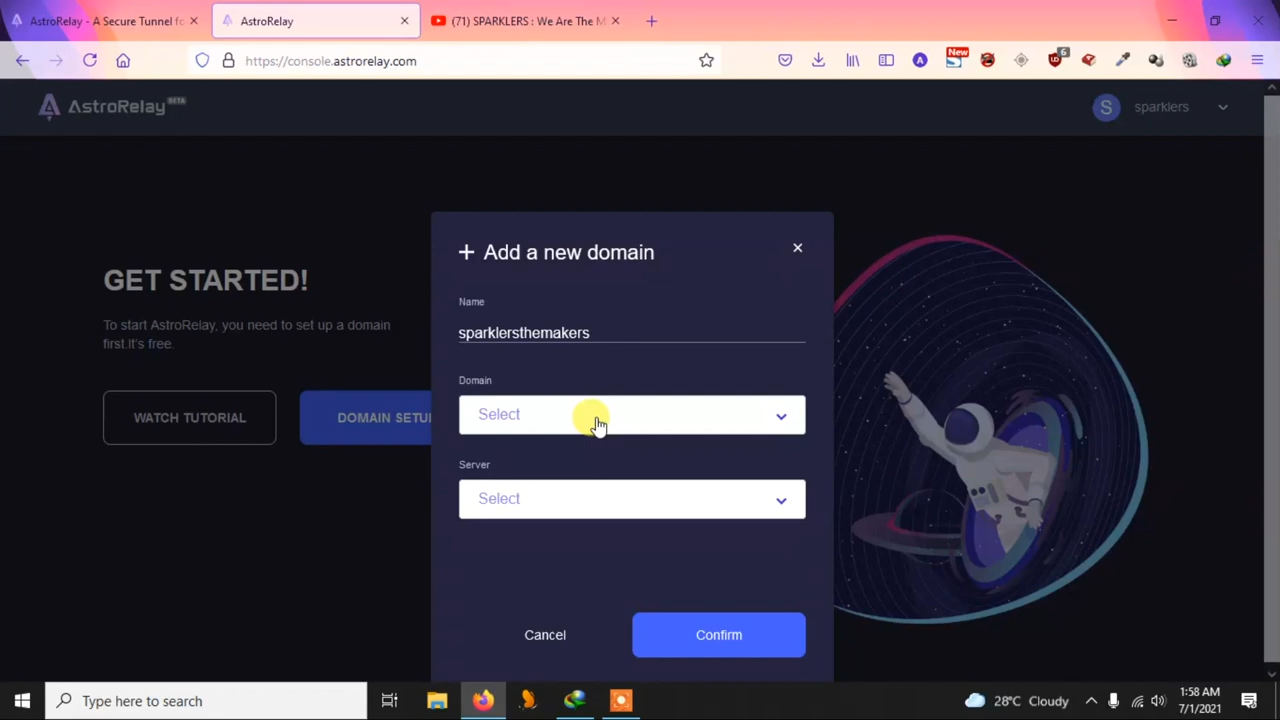 AstroRelay - A Secure Tunnel fo
AstroRelay
(71) SPARKLERS : We Are The M
https://console.astrorelay.com
New
6
AstroRelay BETA
S sparklers
+ Add a new domain
GET STARTED!
To start AstroRelay, you need to set up a domain
first.It's free.
WATCH TUTORIAL
DOMAIN SETU
Name
sparklersthemakers
Domain
Select
Server
Select
Cancel
Confirm
Type here to search
28°C Cloudy
1:58 AM
7/1/2021